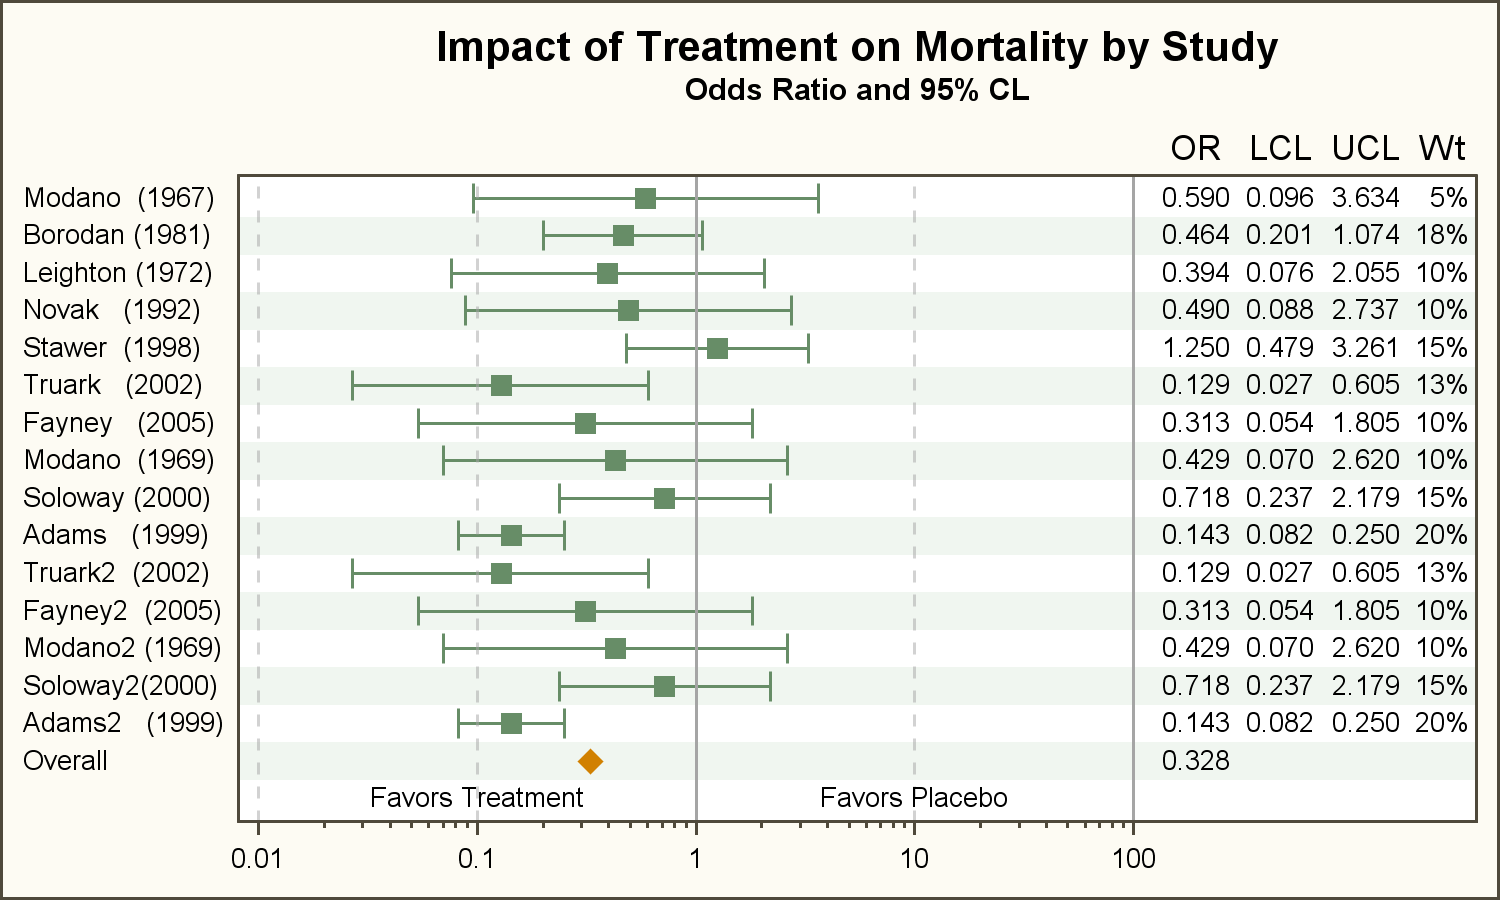 Impact of Treatment on Mortality by Study
Odds Ratio and 95% CL
OR LCL UCL Wt
Modano (1967) 0.590 0.096 3.634 5%
Borodan (1981) 0.464 0.201 1.074 18%
Leighton (1972) 0.394 0.076 2.055 10%
Novak (1992) 0.490 0.088 2.737 10%
Stawer (1998) 1.250 0.479 3.261 15%
Truark (2002) 0.129 0.027 0.605 13%
Fayney (2005) 0.313 0.054 1.805 10%
Modano (1969) 0.429 0.070 2.620 10%
Soloway (2000) 0.718 0.237 2.179 15%
Adams (1999) 0.143 0.082 0.250 20%
Truark2 (2002) 0.129 0.027 0.605 13%
Fayney2 (2005) 0.313 0.054 1.805 10%
Modano2 (1969) 0.429 0.070 2.620 10%
Soloway2(2000) 0.718 0.237 2.179 15%
Adams2 (1999) 0.143 0.082 0.250 20%
Overall 0.328
Favors Treatment Favors Placebo
0.01 0.1 1 10 100